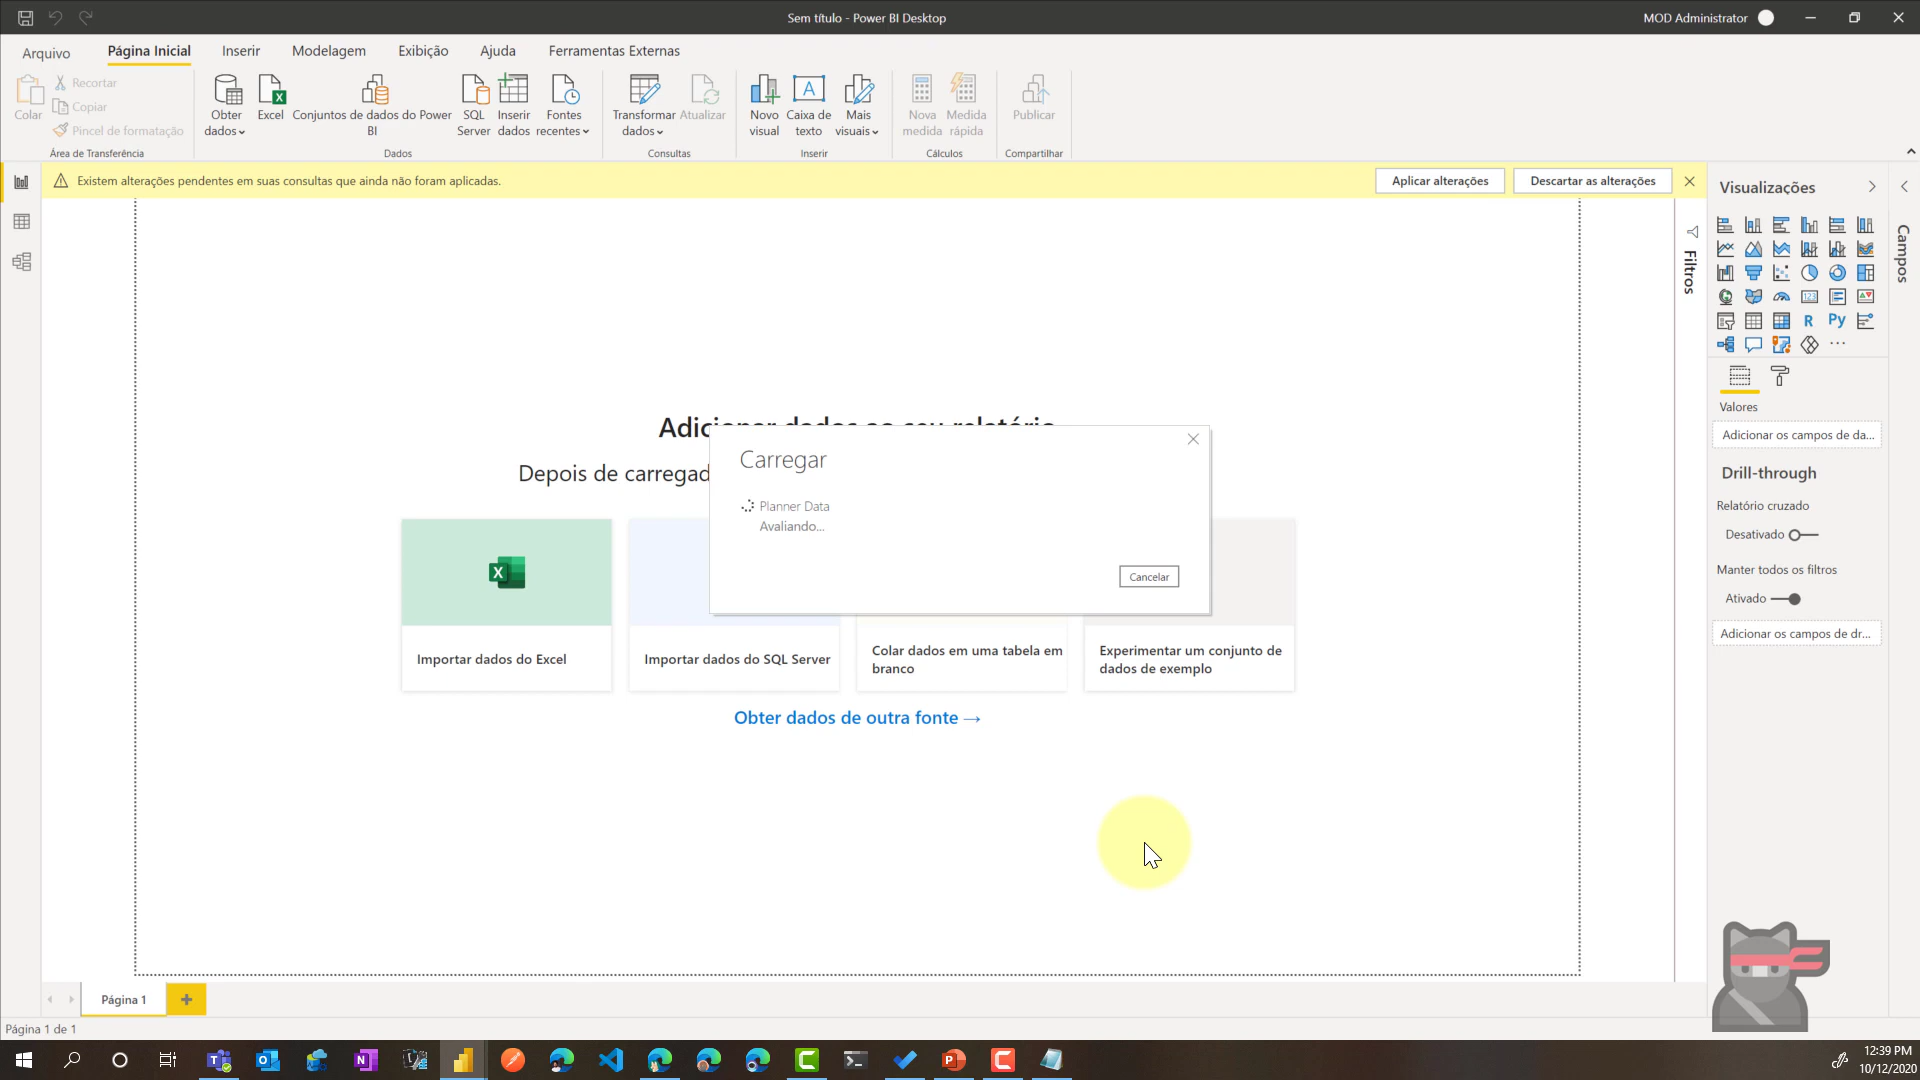 Sem título - Power BI Desktop
MOD Administrator
Arquivo
Página Inicial
Inserir
Modelagem
Exibição
Ajuda
Ferramentas Externas
Colar
Recortar
Copiar
Pincel de formatação
Área de Transferência
Obter
dados
Excel
Conjuntos de dados do Power
BI
SQL
Server
Inserir
dados
Fontes
recentes
Dados
Transformar
dados
Atualizar
Consultas
Novo
visual
Caixa de
texto
Mais
visuais
Inserir
Nova
medida
Medida
rápida
Cálculos
Publicar
Compartilhar
Existem alterações pendentes em suas consultas que ainda não foram aplicadas.
Aplicar alterações
Descartar as alterações
Visualizações
Campos
Filtros
Adicionar dados ao seu relatório
Depois de carregad
Carregar
Planner Data
Avaliando...
Cancelar
Importar dados do Excel
Importar dados do SQL Server
Colar dados em uma tabela em
branco
Experimentar um conjunto de
dados de exemplo
Obter dados de outra fonte →
R
Py
123
Valores
Adicionar os campos de da...
Drill-through
Relatório cruzado
Desativado
Manter todos os filtros
Ativado
Adicionar os campos de dr...
Página 1
Página 1 de 1
12:39 PM
10/12/2020